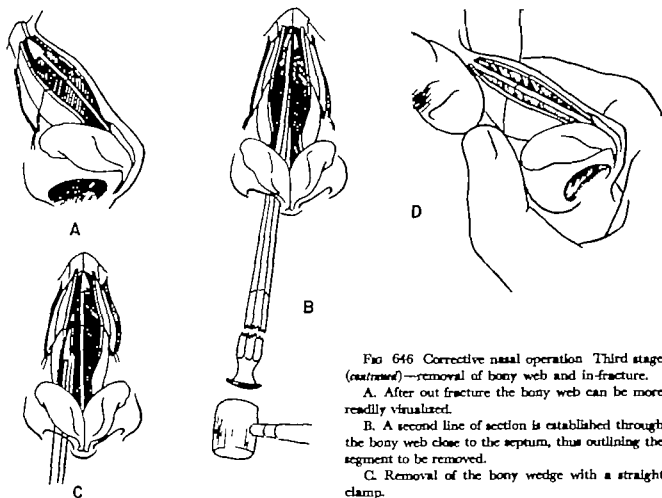 A
B
C
D
FIG 646 Corrective nasal operation Third stage
(continued)—removal of bony web and in-fracture.
A. After out fracture the bony web can be more
readily visualized.
B. A second line of section is established through
the bony web close to the septum, thus outlining the
segment to be removed.
C. Removal of the bony wedge with a straight
clamp.